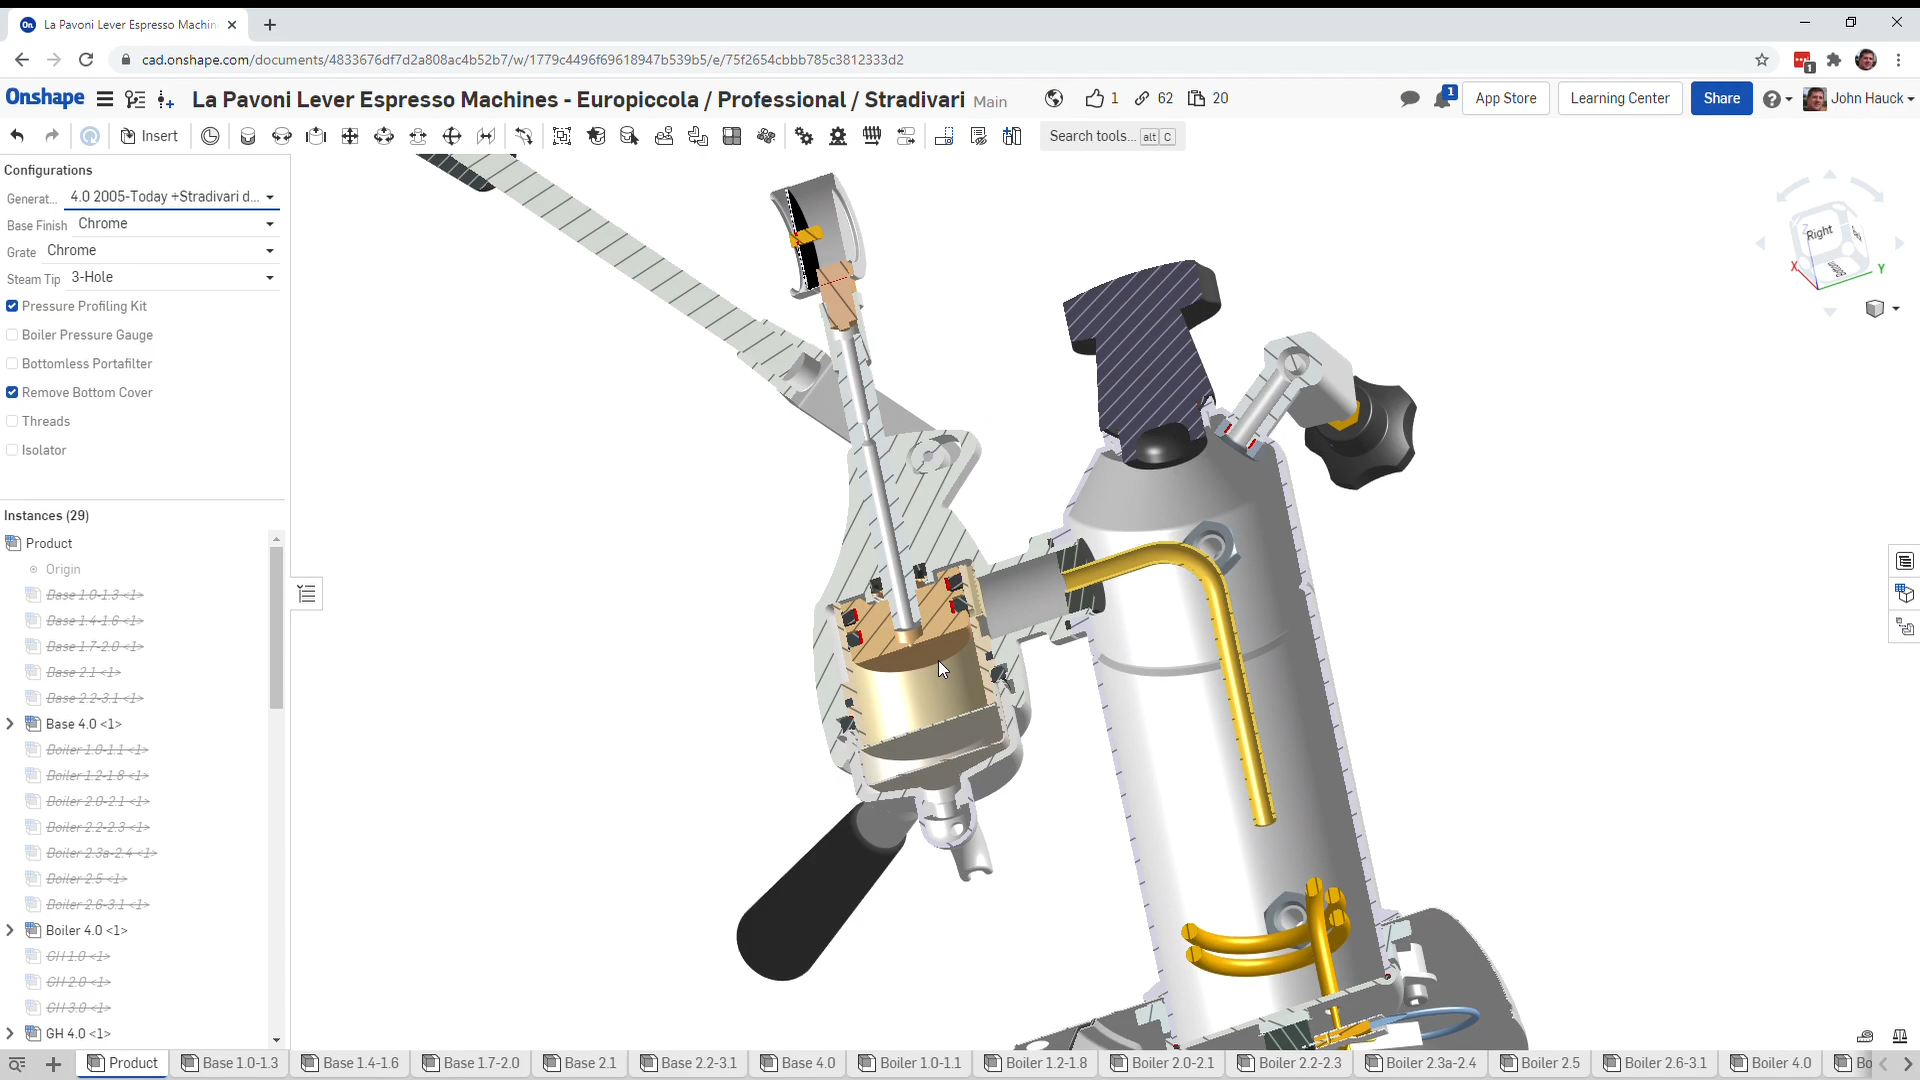 La Pavoni Lever Espresso Machin
cad.onshape.com/documents/4833676df7d2a808ac4b52b7/w/1779c4496f69618947b539b5/e/75f2654cbbb785c3812333d2
1
Onshape
La Pavoni Lever Espresso Machines - Europiccola / Professional / Stradivari Main
1 62 20
1 App Store Learning Center Share John Hauck
Insert
Search tools... alt C
Configurations
Generat... 4.0 2005-Today +Stradivari d...
Base Finish Chrome
Grate Chrome
Steam Tip 3-Hole
Pressure Profiling Kit
Boiler Pressure Gauge
Bottomless Portafilter
Remove Bottom Cover
Threads
Isolator
Right
Back
Bottom
Z
X
Y
Instances (29)
Product
Origin
Base 1.0-1.3 <1>
Base 1.4-1.6 <1>
Base 1.7-2.0 <1>
Base 2.1 <1>
Base 2.2-3.1 <1>
Base 4.0 <1>
Boiler 1.0-1.1 <1>
Boiler 1.2-1.8 <1>
Boiler 2.0-2.1 <1>
Boiler 2.2-2.3 <1>
Boiler 2.3a-2.4 <1>
Boiler 2.5 <1>
Boiler 2.6-3.1 <1>
Boiler 4.0 <1>
GH 1.0 <1>
GH 2.0 <1>
GH 3.0 <1>
GH 4.0 <1>
Product Base 1.0-1.3 Base 1.4-1.6 Base 1.7-2.0 Base 2.1 Base 2.2-3.1 Base 4.0 Boiler 1.0-1.1 Boiler 1.2-1.8 Boiler 2.0-2.1 Boiler 2.2-2.3 Boiler 2.3a-2.4 Boiler 2.5 Boiler 2.6-3.1 Boiler 4.0 Bo